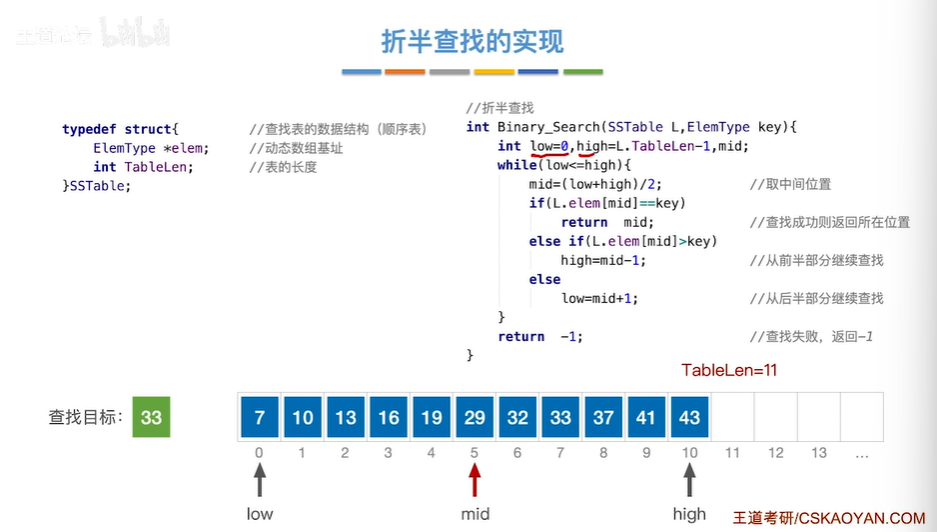 王道论坛 bilibili
折半查找的实现
typedef struct{ //查找表的数据结构（顺序表）
ElemType *elem; //动态数组基址
int TableLen; //表的长度
}SSTable;
//折半查找
int Binary_Search(SSTable L,ElemType key){
int low=0,high=L.TableLen-1,mid;
while(low<=high){
mid=(low+high)/2; //取中间位置
if(L.elem[mid]==key)
return mid; //查找成功则返回所在位置
else if(L.elem[mid]>key)
high=mid-1; //从前半部分继续查找
else
low=mid+1; //从后半部分继续查找
}
return -1; //查找失败，返回-1
}
TableLen=11
查找目标： 33
7 10 13 16 19 29 32 33 37 41 43
0 1 2 3 4 5 6 7 8 9 10 11 12 13 ...
low mid high
王道考研/CSKAOYAN.COM